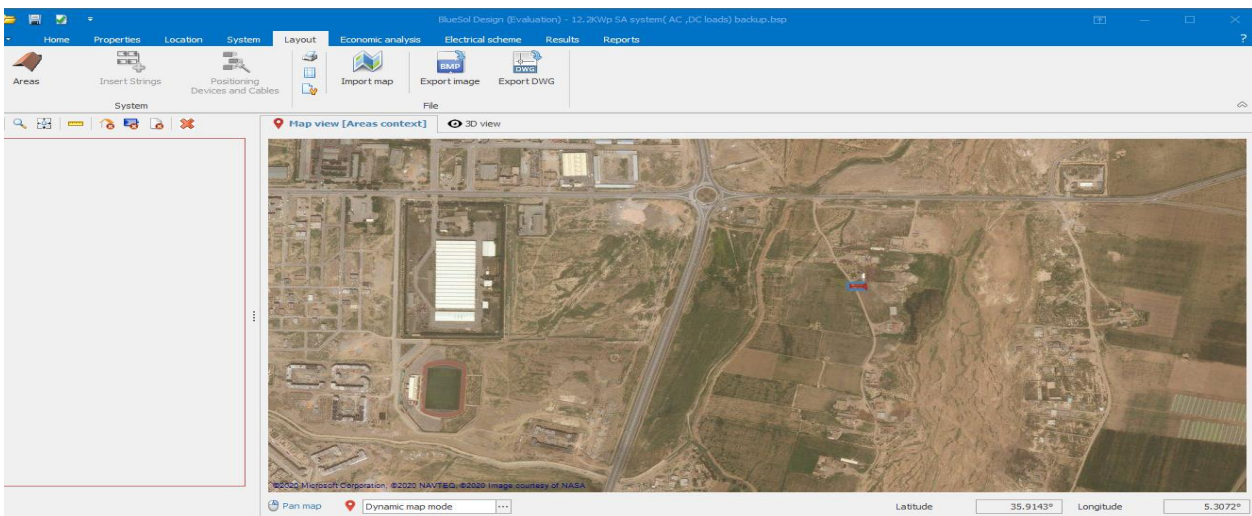 BlueSol Design (Evaluation) - 12.2KWp SA system( AC ,DC loads) backup.bsp
Home Properties Location System Layout Economic analysis Electrical scheme Results Reports ?
Areas Insert Strings Positioning Devices and Cables Import map BMP Export image DWG Export DWG
System File
Map view [Areas context] 3D view
©2020 Microsoft Corporation, ©2020 NAVTEQ, ©2020 Image courtesy of NASA
Pan map Dynamic map mode ... Latitude 35.9143° Longitude 5.3072°